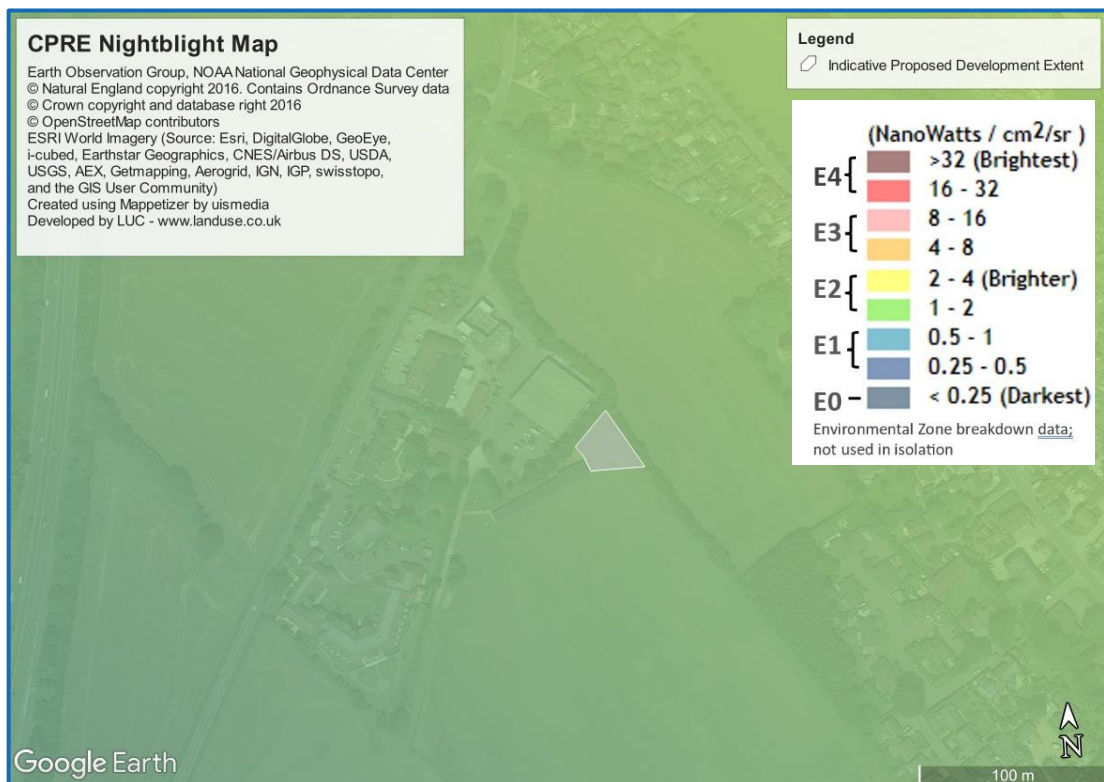 CPRE Nightblight Map
Earth Observation Group, NOAA National Geophysical Data Center
© Natural England copyright 2016. Contains Ordnance Survey data
© Crown copyright and database right 2016
© OpenStreetMap contributors
ESRI World Imagery (Source: Esri, DigitalGlobe, GeoEye,
i-cubed, Earthstar Geographics, CNES/Airbus DS, USDA,
USGS, AEX, Getmapping, Aerogrid, IGN, IGP, swisstopo,
and the GIS User Community)
Created using Mappetizer by uismedia
Developed by LUC - www.landuse.co.uk
Legend
Indicative Proposed Development Extent
(NanoWatts / cm²/sr )
E4 { >32 (Brightest)
16 - 32
E3 { 8 - 16
4 - 8
E2 { 2 - 4 (Brighter)
1 - 2
E1 { 0.5 - 1
0.25 - 0.5
E0 – < 0.25 (Darkest)
Environmental Zone breakdown data;
not used in isolation
N
Google Earth
100 m